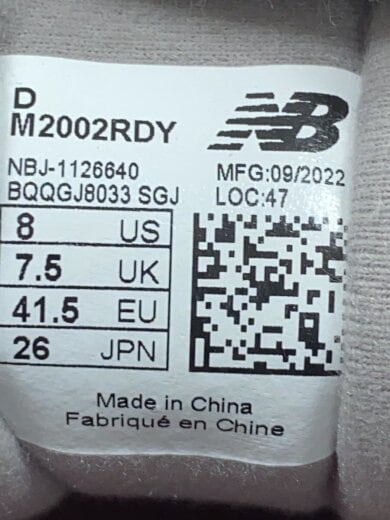 D
M2002RDY
NB
NBJ-1126640
BQQGJ8033 SGJ
MFG:09/2022
LOC:47
8 US
7.5 UK
41.5 EU
26 JPN
Made in China
Fabriqué en Chine